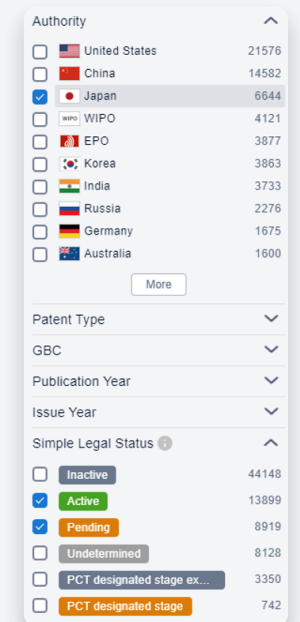 Authority
United States 21576
China 14582
Japan 6644
WIPO WIPO 4121
EPO 3877
Korea 3863
India 3733
Russia 2276
Germany 1675
Australia 1600
More
Patent Type
GBC
Publication Year
Issue Year
Simple Legal Status i
Inactive 44148
Active 13899
Pending 8919
Undetermined 8128
PCT designated stage ex... 3350
PCT designated stage 742